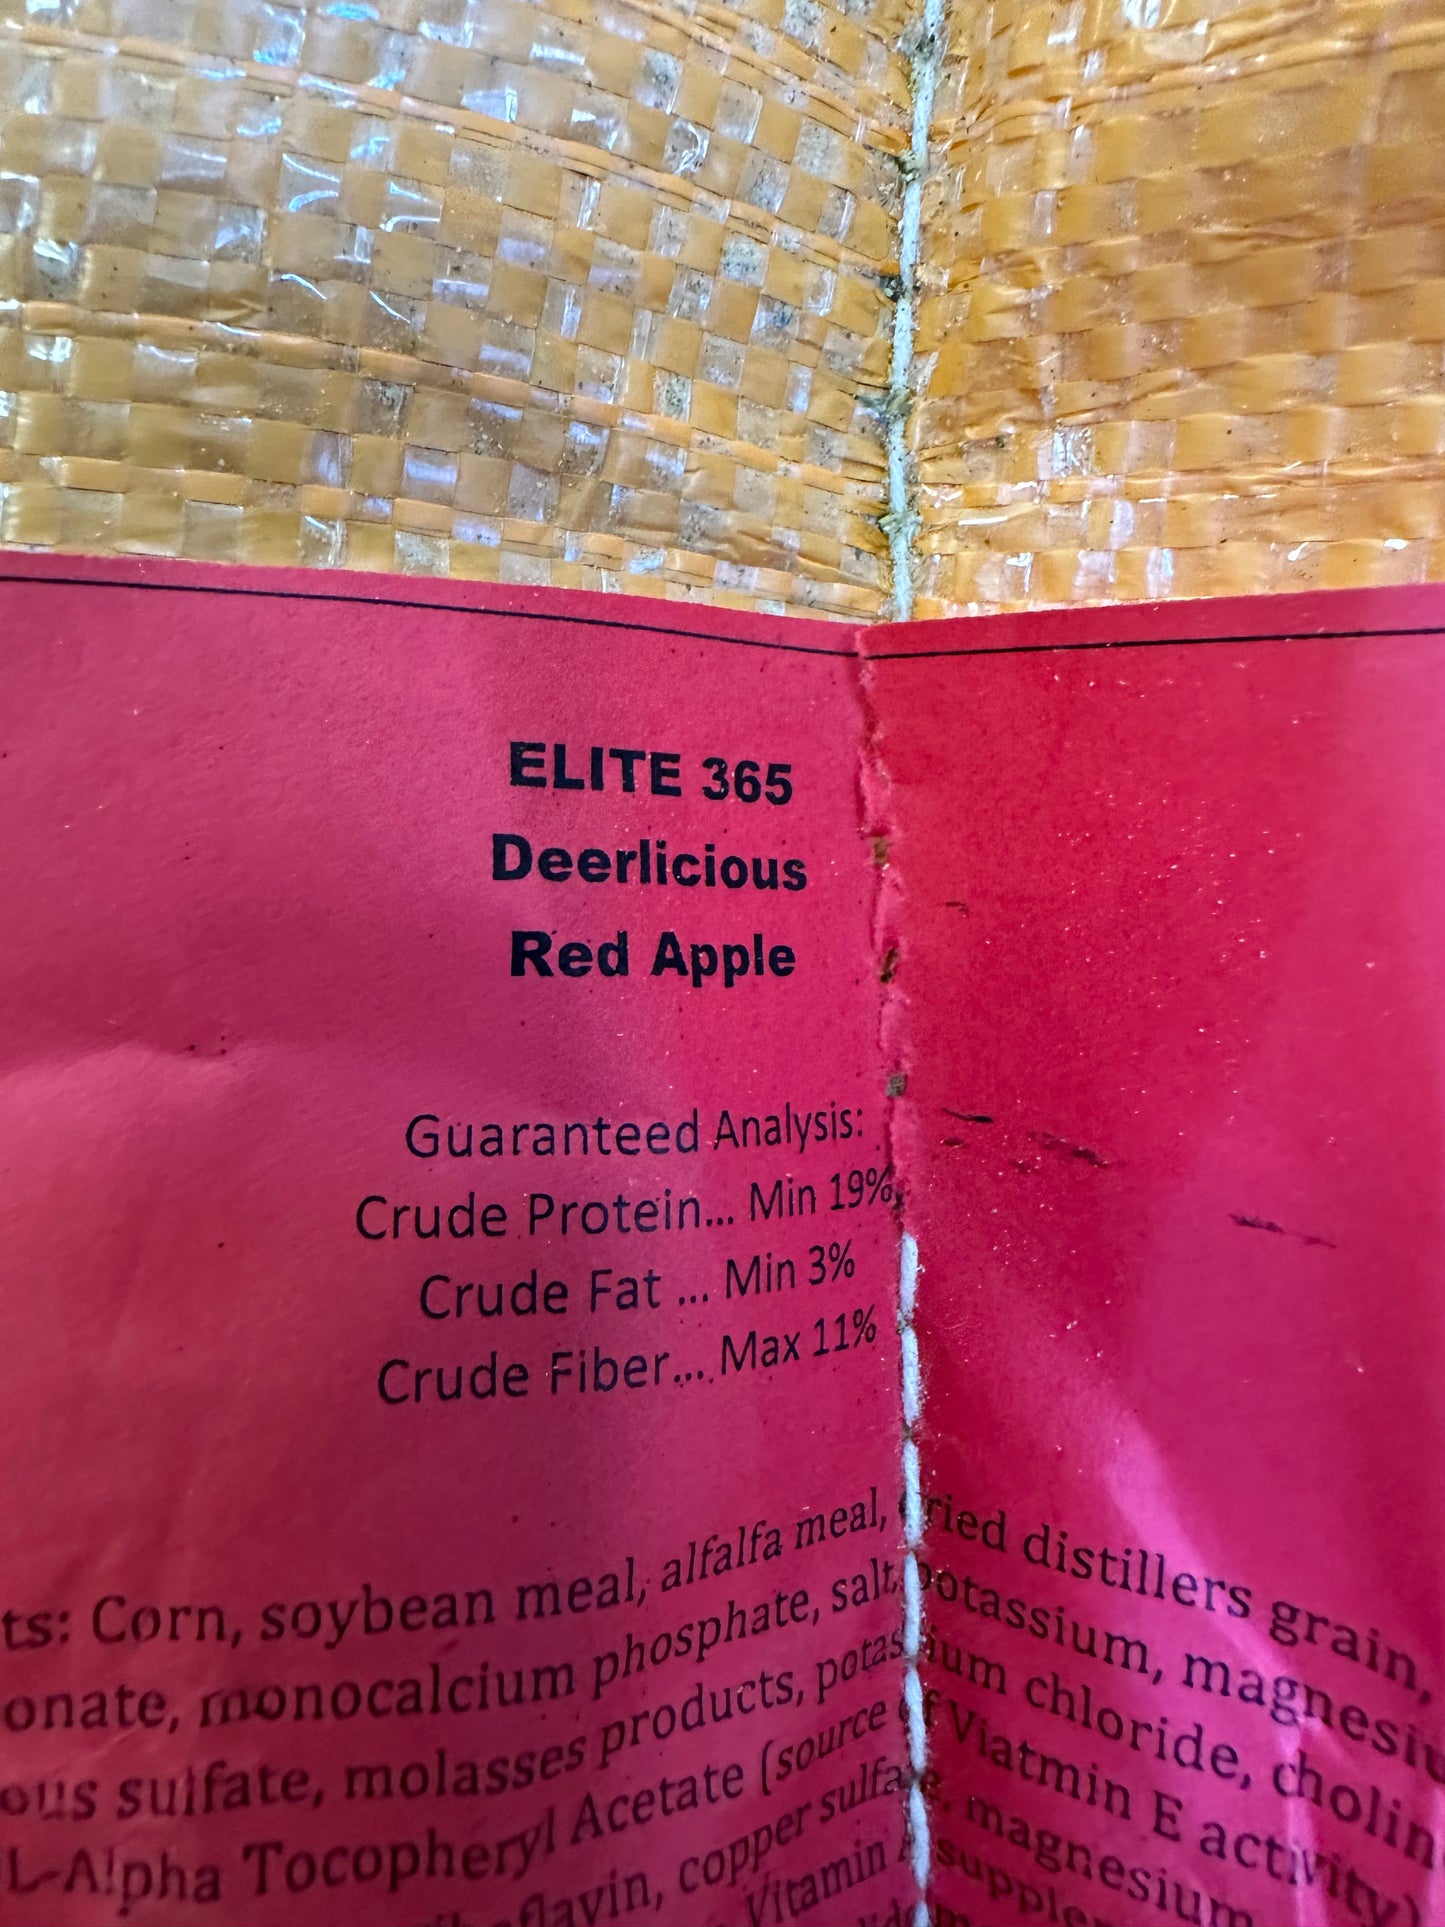 ELITE 365
Deerlicious
Red Apple
Guaranteed Analysis:
Crude Protein... Min 19%
Crude Fat ... Min 3%
Crude Fiber... Max 11%
ts: Corn, soybean meal, alfalfa meal, dried distillers grain,
onate, monocalcium phosphate, salt, potassium, magnesiu
ous sulfate, molasses products, potassium chloride, cholin
L-Alpha Tocopheryl Acetate (source of Viatmin E activity)
flavin, copper sulfate, magnesium
Vitamin A supple